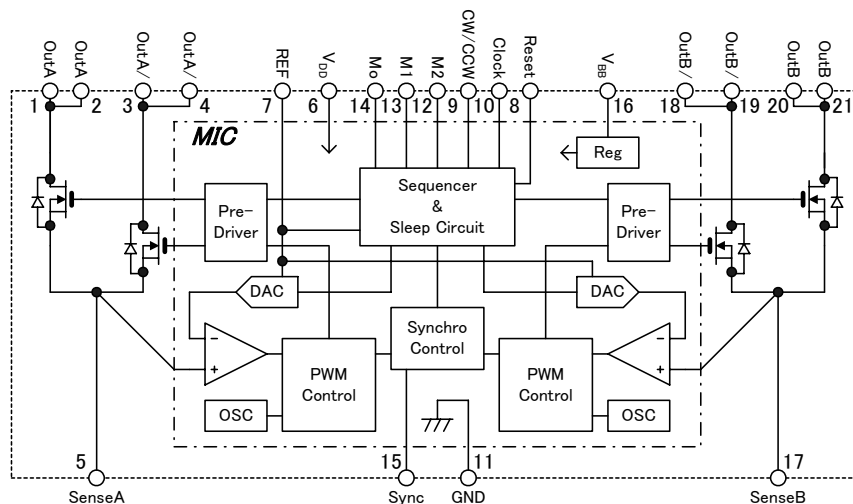 OutA
OutA
OutA/
OutA/
REF
VDD
Mo
M1
M2
CW/CCW
Clock
Reset
VBB
OutB/
OutB/
OutB
OutB
1
2
3
4
7
6
14
13
12
9
10
8
16
18
19
20
21
MIC
Reg
Sequencer
&
Sleep Circuit
Pre-
Driver
Pre-
Driver
DAC
DAC
Synchro
Control
−
+
−
+
PWM
Control
PWM
Control
OSC
OSC
5
15
11
17
SenseA
Sync
GND
SenseB